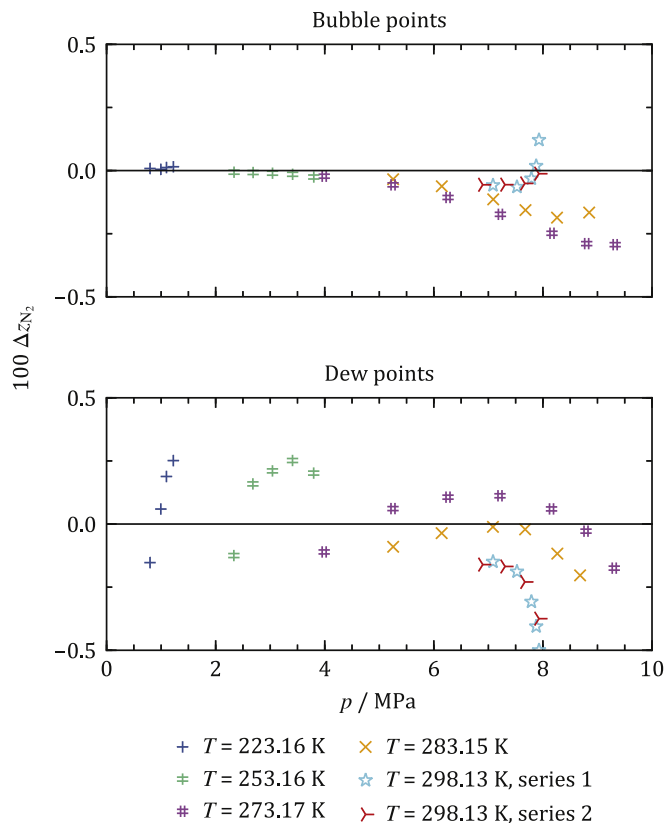 Bubble points
0.5
0.0
−0.5
100 Δz_N₂
Dew points
0.5
0.0
−0.5
0 2 4 6 8 10
p / MPa
T = 223.16 K
T = 283.15 K
T = 253.16 K
T = 298.13 K, series 1
T = 273.17 K
T = 298.13 K, series 2